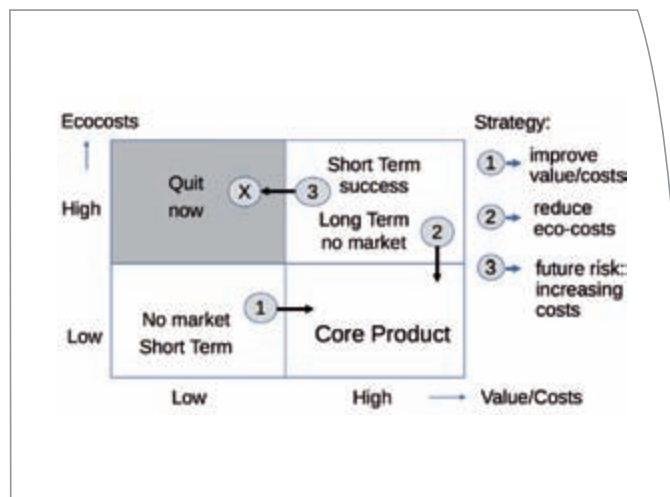 Ecocosts
Strategy:
High
Quit
now
X
3
Short Term
success
Long Term
no market
2
1
improve
value/costs
2
reduce
eco-costs
3
future risk::
increasing
costs
Low
No market
Short Term
1
Core Product
Low
High
Value/Costs